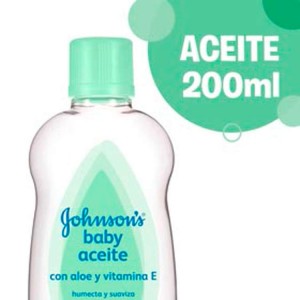 ACEITE
200ml
Johnson's®
baby
aceite
con aloe y vitamina E
humecta y suaviza